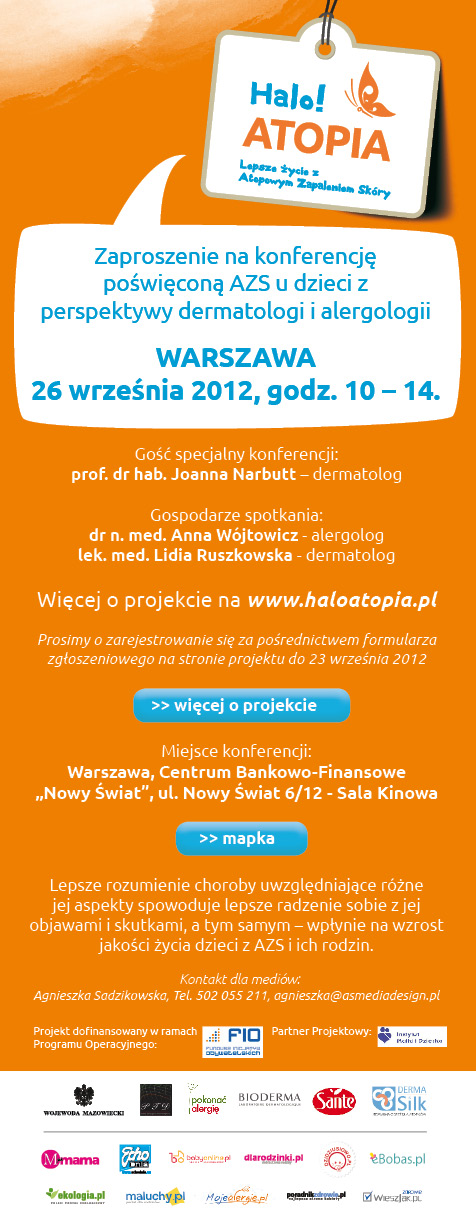 Halo!
ATOPIA
Lepsze życie z
Atopowym Zapaleniem Skóry
Zaproszenie na konferencję
poświęconą AZS u dzieci z
perspektywy dermatologi i alergologii
WARSZAWA
26 września 2012, godz. 10 – 14.
Gość specjalny konferencji:
prof. dr hab. Joanna Narbutt – dermatolog
Gospodarze spotkania:
dr n. med. Anna Wójtowicz - alergolog
lek. med. Lidia Ruszkowska - dermatolog
Więcej o projekcie na www.haloatopia.pl
Prosimy o zarejestrowanie się za pośrednictwem formularza
zgłoszeniowego na stronie projektu do 23 września 2012
>> więcej o projekcie
Miejsce konferencji:
Warszawa, Centrum Bankowo-Finansowe
„Nowy Świat”, ul. Nowy Świat 6/12 - Sala Kinowa
>> mapka
Lepsze rozumienie choroby uwzględniające różne
jej aspekty spowoduje lepsze radzenie sobie z jej
objawami i skutkami, a tym samym – wpłynie na wzrost
jakości życia dzieci z AZS i ich rodzin.
Kontakt dla mediów:
Agnieszka Sadzikowska, Tel. 502 055 211, agnieszka@asmediadesign.pl
Projekt dofinansowany w ramach
Programu Operacyjnego:
FIO
FUNDUSZ INICJATYW
OBYWATELSKICH
Partner Projektowy:
Instytut
Matki i Dziecka
WOJEWODA MAZOWIECKI
PTD
pokonać
alergię
BIODERMA
LABORATOIRE DERMATOLOGIQUE
Santé
DERMA
Silk
Mmama
Echo
babyonline.pl
dlarodzinki.pl
eBobas.pl
ekologia.pl
maluchy.pl
Moje alergie.pl
poradnikzdrowie.pl
zdrowie
Wieszjak.pl